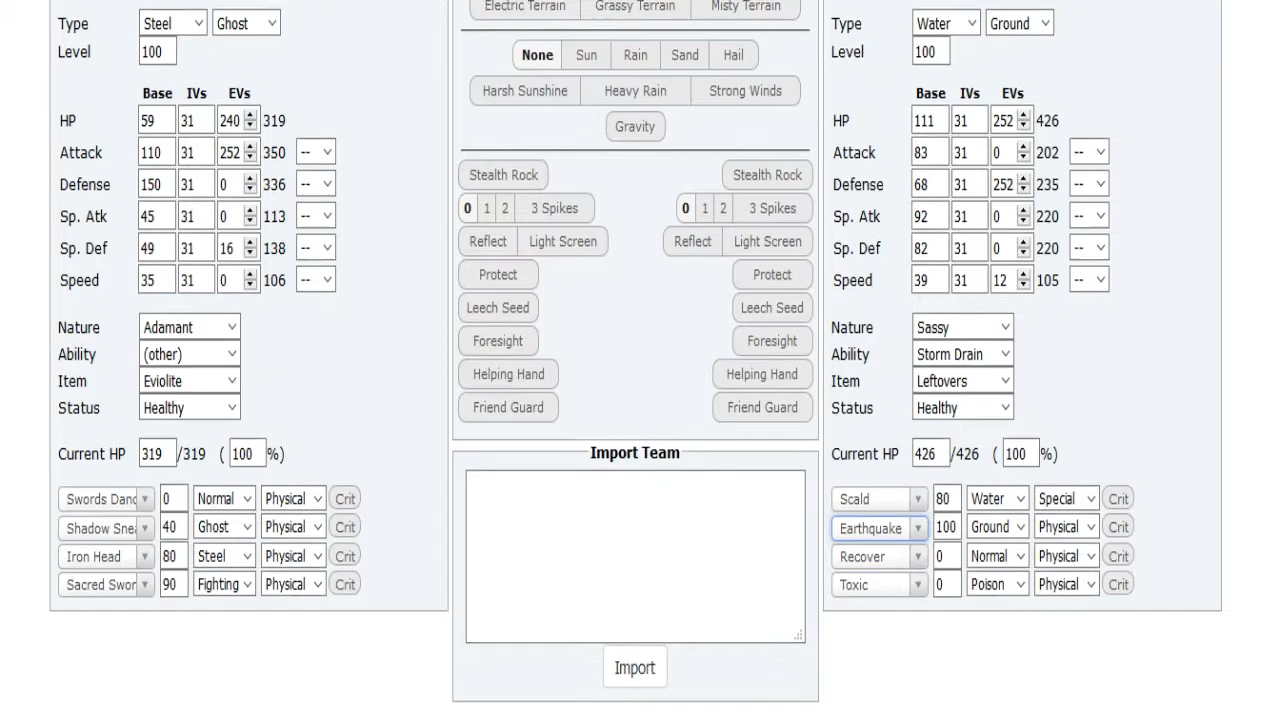 Electric Terrain Grassy Terrain Misty Terrain
Type Steel Ghost
Level 100
Base IVs EVs
HP 59 31 240 319
Attack 110 31 252 350 --
Defense 150 31 0 336 --
Sp. Atk 45 31 0 113 --
Sp. Def 49 31 16 138 --
Speed 35 31 0 106 --
Nature Adamant
Ability (other)
Item Eviolite
Status Healthy
Current HP 319 /319 ( 100 %)
Swords Danc 0 Normal Physical Crit
Shadow Snea 40 Ghost Physical Crit
Iron Head 80 Steel Physical Crit
Sacred Swor 90 Fighting Physical Crit
None Sun Rain Sand Hail
Harsh Sunshine Heavy Rain Strong Winds
Gravity
Stealth Rock Stealth Rock
0 1 2 3 Spikes 0 1 2 3 Spikes
Reflect Light Screen Reflect Light Screen
Protect Protect
Leech Seed Leech Seed
Foresight Foresight
Helping Hand Helping Hand
Friend Guard Friend Guard
Import Team
Import
Type Water Ground
Level 100
Base IVs EVs
HP 111 31 252 426
Attack 83 31 0 202 --
Defense 68 31 252 235 --
Sp. Atk 92 31 0 220 --
Sp. Def 82 31 0 220 --
Speed 39 31 12 105 --
Nature Sassy
Ability Storm Drain
Item Leftovers
Status Healthy
Current HP 426 /426 ( 100 %)
Scald 80 Water Special Crit
Earthquake 100 Ground Physical Crit
Recover 0 Normal Physical Crit
Toxic 0 Poison Physical Crit